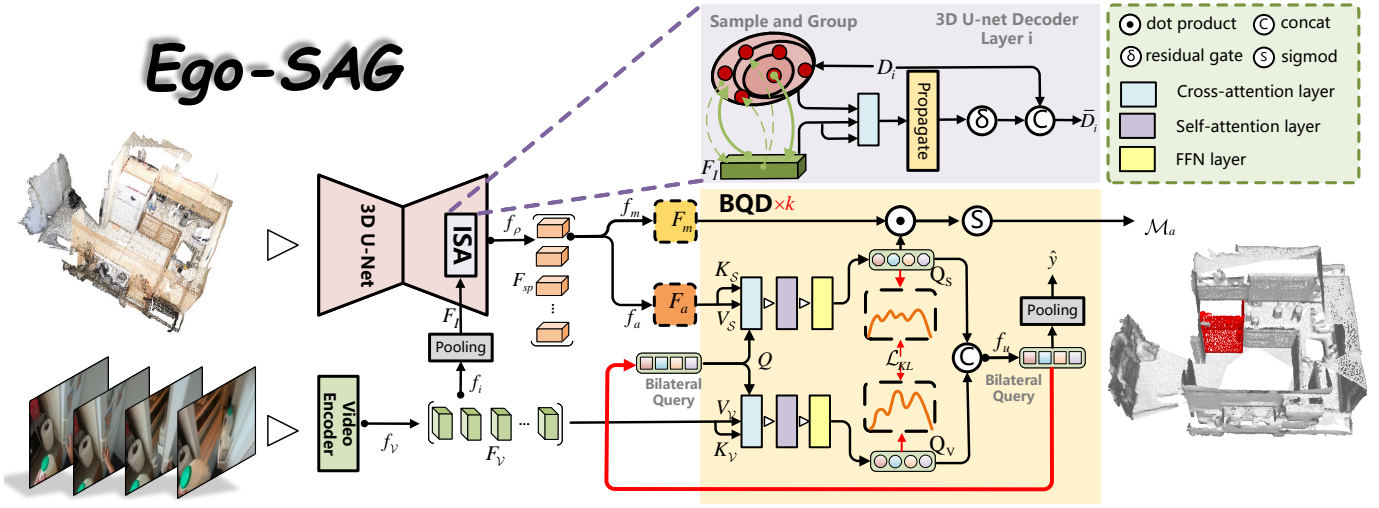 Ego-SAG
Sample and Group
3D U-net Decoder
Layer i
D_i
F_I
Propagate
δ
C
D̅_i
dot product
C concat
δ residual gate
S sigmod
Cross-attention layer
Self-attention layer
FFN layer
3D U-Net
ISA
f_ρ
F_sp
...
F_I
Pooling
f_i
Video
Encoder
f_𝒱
F_𝒱
...
BQD×k
f_m
F_m
S
ℳ_a
f_a
F_a
K_𝒮
V_𝒮
Q
Bilateral
Query
V_𝒱
K_𝒱
Q_S
ℒ_KL
Q_V
C
f_u
Bilateral
Query
Pooling
ŷ